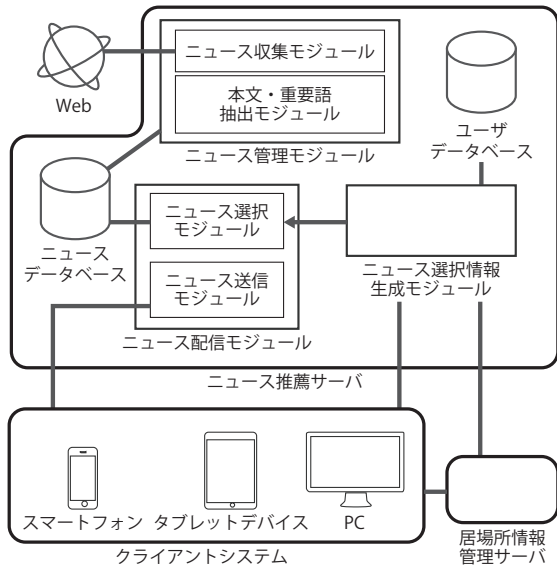 ニュース収集モジュール
Web
本文・重要語
抽出モジュール
ニュース管理モジュール
ユーザ
データベース
ニュース
データベース
ニュース選択
モジュール
ニュース送信
モジュール
ニュース配信モジュール
ニュース選択情報
生成モジュール
ニュース推薦サーバ
スマートフォン
タブレットデバイス
PC
クライアントシステム
居場所情報
管理サーバ